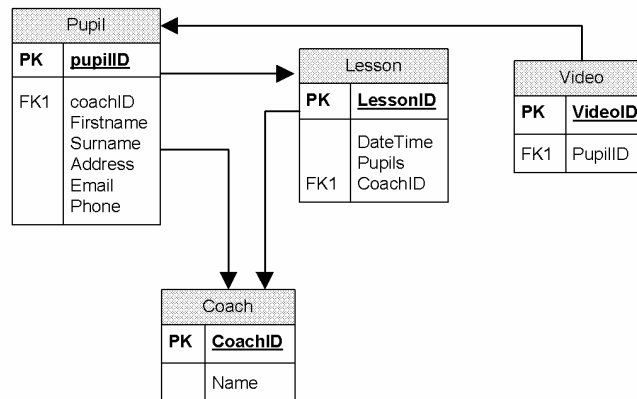 Pupil
PK pupilID
FK1 coachID
Firstname
Surname
Address
Email
Phone
Lesson
PK LessonID
DateTime
Pupils
FK1 CoachID
Video
PK VideoID
FK1 PupilID
Coach
PK CoachID
Name